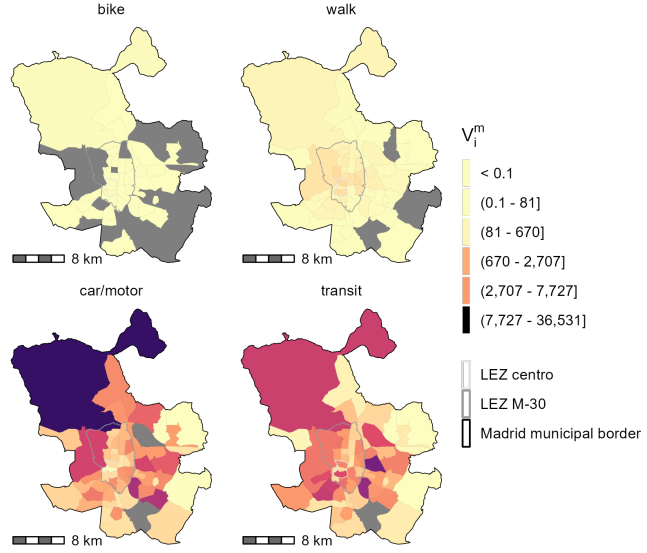 bike
walk
8 km
8 km
car/motor
transit
8 km
8 km
V_i^m
< 0.1
(0.1 - 81]
(81 - 670]
(670 - 2,707]
(2,707 - 7,727]
(7,727 - 36,531]
LEZ centro
LEZ M-30
Madrid municipal border